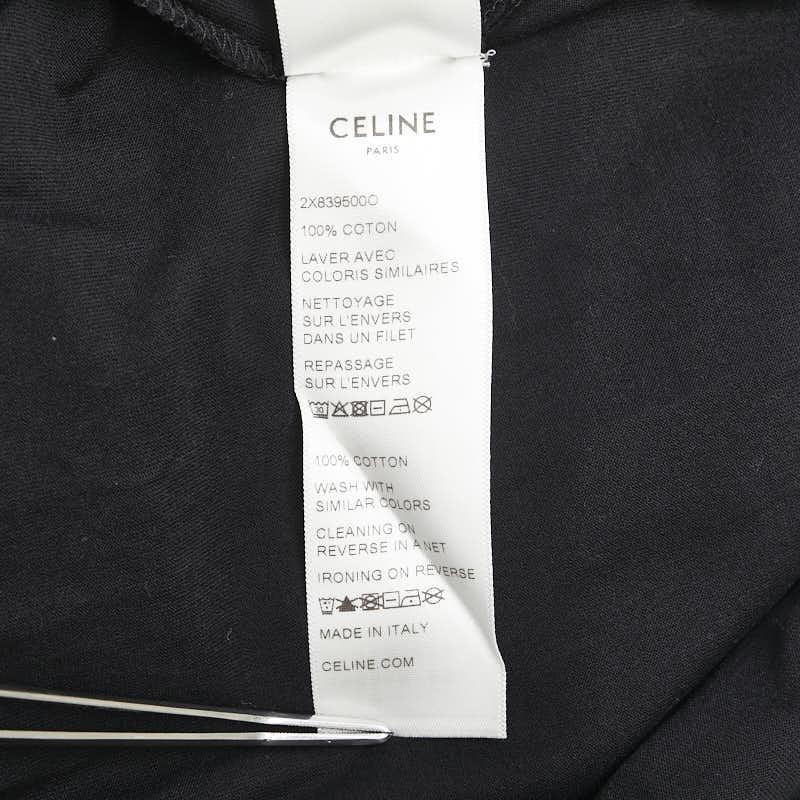 CELINE
PARIS
2X839500O
100% COTON
LAVER AVEC
COLORIS SIMILAIRES
NETTOYAGE
SUR L'ENVERS
DANS UN FILET
REPASSAGE
SUR L'ENVERS
30
100% COTTON
WASH WITH
SIMILAR COLORS
CLEANING ON
REVERSE IN A NET
IRONING ON REVERSE
MADE IN ITALY
CELINE.COM